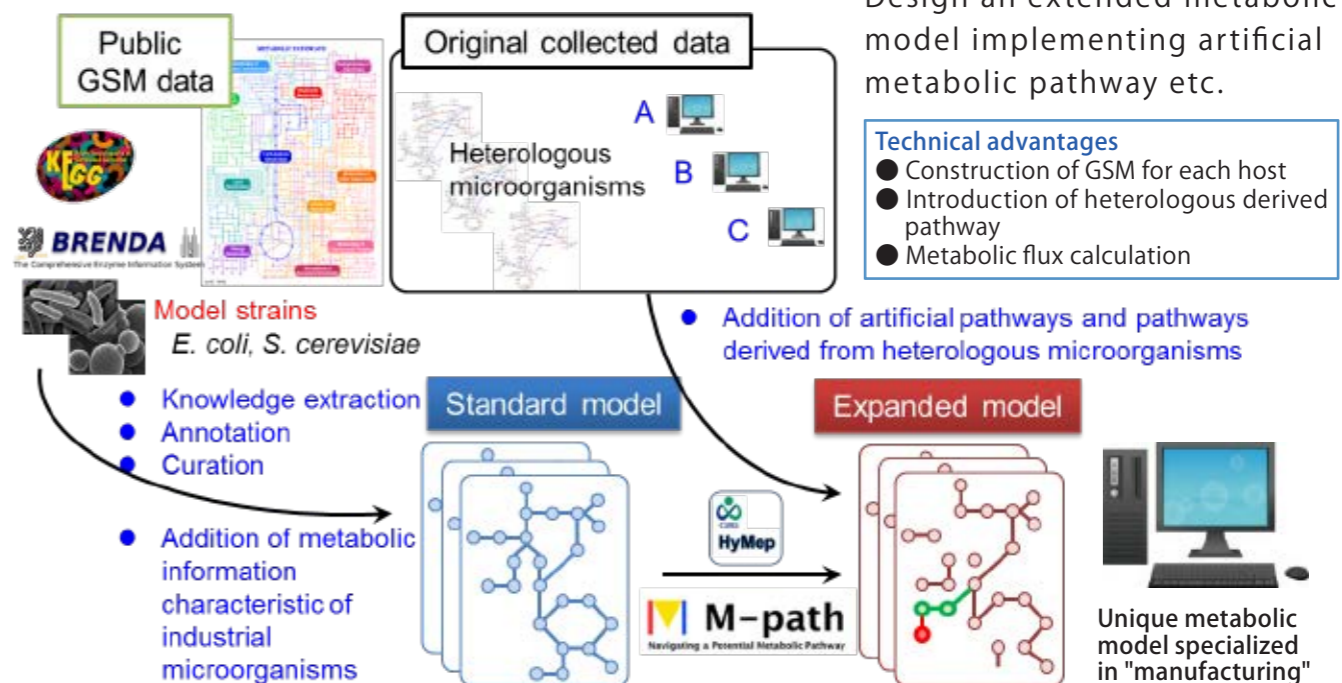 Design an extended metabolic
model implementing artificial
metabolic pathway etc.
Public
GSM data
Original collected data
KEGG
BRENDA
The Comprehensive Enzyme Information System
Heterologous
microorganisms
A
B
C
Technical advantages
● Construction of GSM for each host
● Introduction of heterologous derived
pathway
● Metabolic flux calculation
Model strains
E. coli, S. cerevisiae
● Addition of artificial pathways and pathways
derived from heterologous microorganisms
● Knowledge extraction
● Annotation
● Curation
● Addition of metabolic
information
characteristic of
industrial
microorganisms
Standard model
Expanded model
HyMep
M-path
Navigating a Potential Metabolic Pathway
Unique metabolic
model specialized
in "manufacturing"